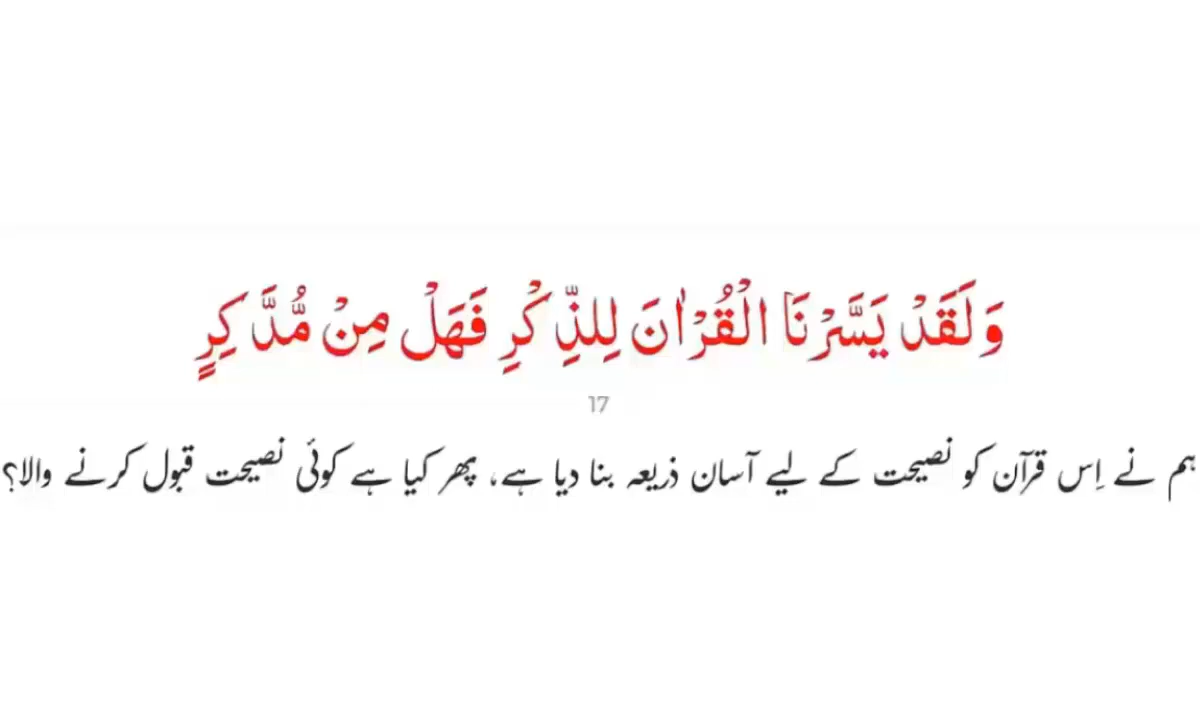 وَلَقَدْ يَسَّرْنَا الْقُرْاٰنَ لِلذِّكْرِ فَهَلْ مِنْ مُّدَّكِرٍ
17
ہم نے اِس قرآن کو نصیحت کے لیے آسان ذریعہ بنا دیا ہے، پھر کیا ہے کوئی نصیحت قبول کرنے والا؟